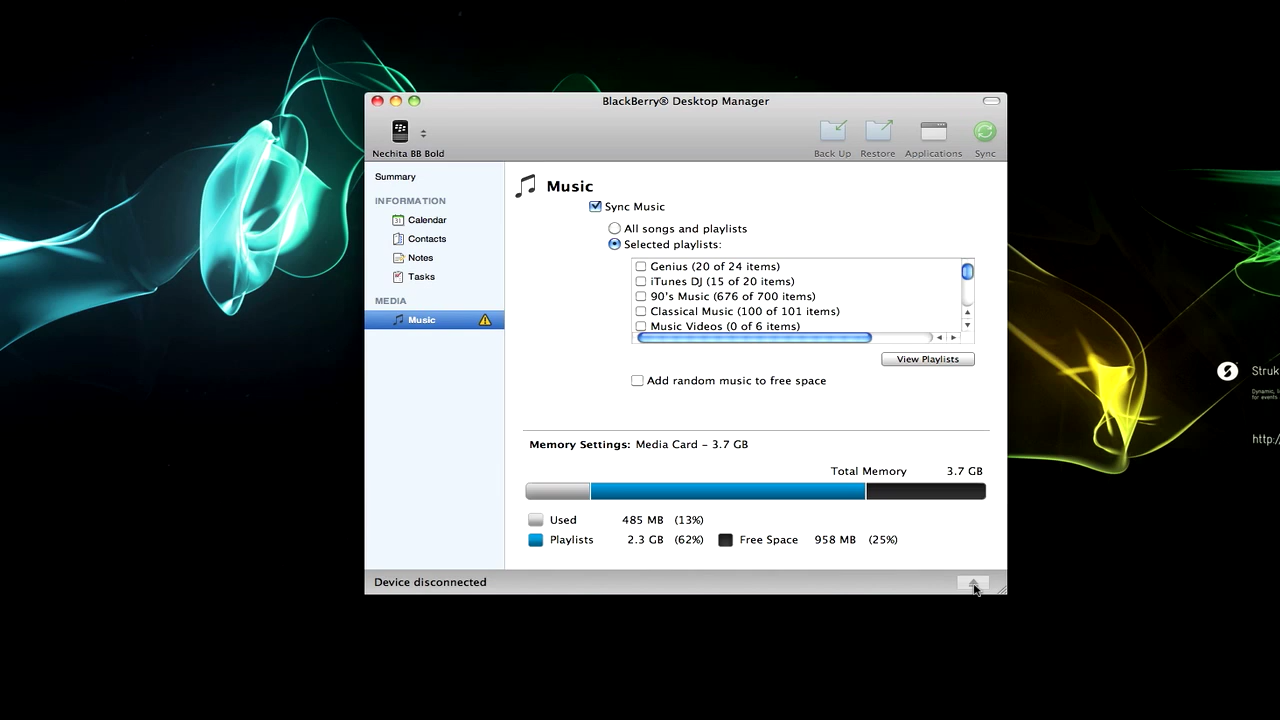 BlackBerry® Desktop Manager
Nechita BB Bold
Back Up Restore Applications Sync
Summary
INFORMATION
31 Calendar
Contacts
Notes
Tasks
MEDIA
Music
Music
Sync Music
All songs and playlists
Selected playlists:
Genius (20 of 24 items)
iTunes DJ (15 of 20 items)
90's Music (676 of 700 items)
Classical Music (100 of 101 items)
Music Videos (0 of 6 items)
View Playlists
Add random music to free space
Memory Settings: Media Card – 3.7 GB
Total Memory 3.7 GB
Used 485 MB (13%)
Playlists 2.3 GB (62%) Free Space 958 MB (25%)
Device disconnected
Struk
Dynamic,
for events
http:/